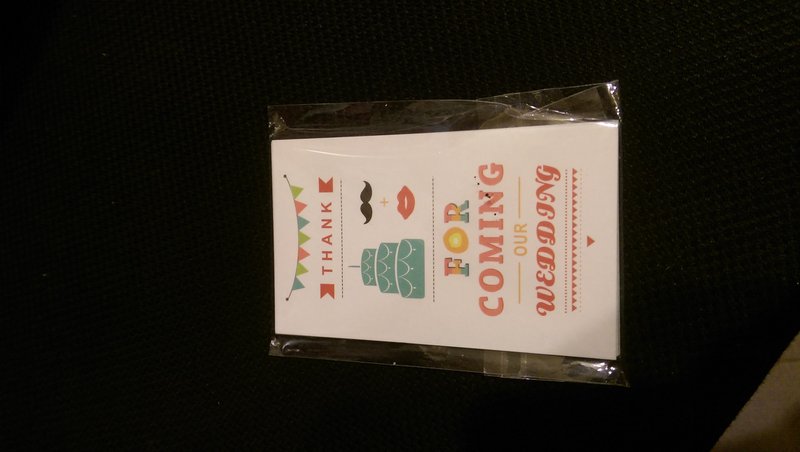 THANK
+
FOR
COMING
OUR
WEDDING